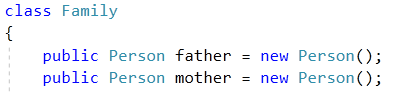 class Family
{
    public Person father = new Person();
    public Person mother = new Person();